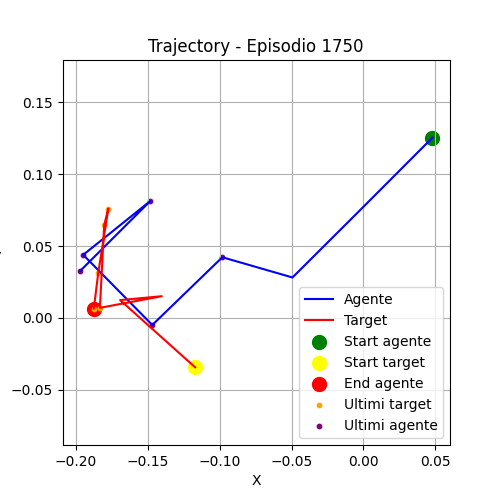 Trajectory - Episodio 1750
0.15
0.10
0.05
0.00
−0.05
−0.20
−0.15
−0.10
−0.05
0.00
0.05
X
Agente
Target
Start agente
Start target
End agente
Ultimi target
Ultimi agente